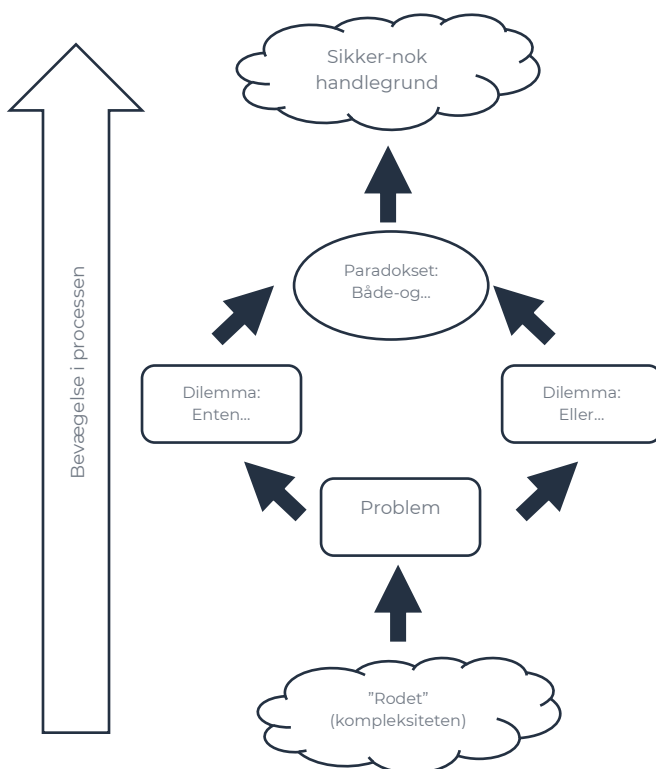 Sikker-nok
handlegrund
Paradokset:
Både-og...
Bevægelse i processen
Dilemma:
Enten...
Dilemma:
Eller...
Problem
”Rodet”
(kompleksiteten)